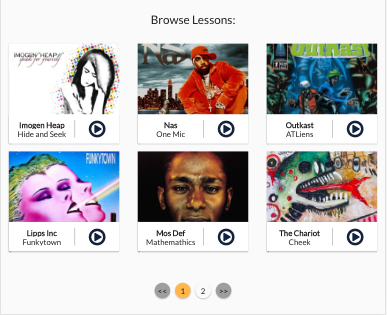 Browse Lessons:
IMOGEN HEAP
speak for yourself
Nas
OutKast
Imogen Heap
Hide and Seek
Nas
One Mic
Outkast
ATLiens
FUNKYTOWN
Lipps Inc
Funkytown
Mos Def
Mathemathics
The Chariot
Cheek
<< 1 2 >>